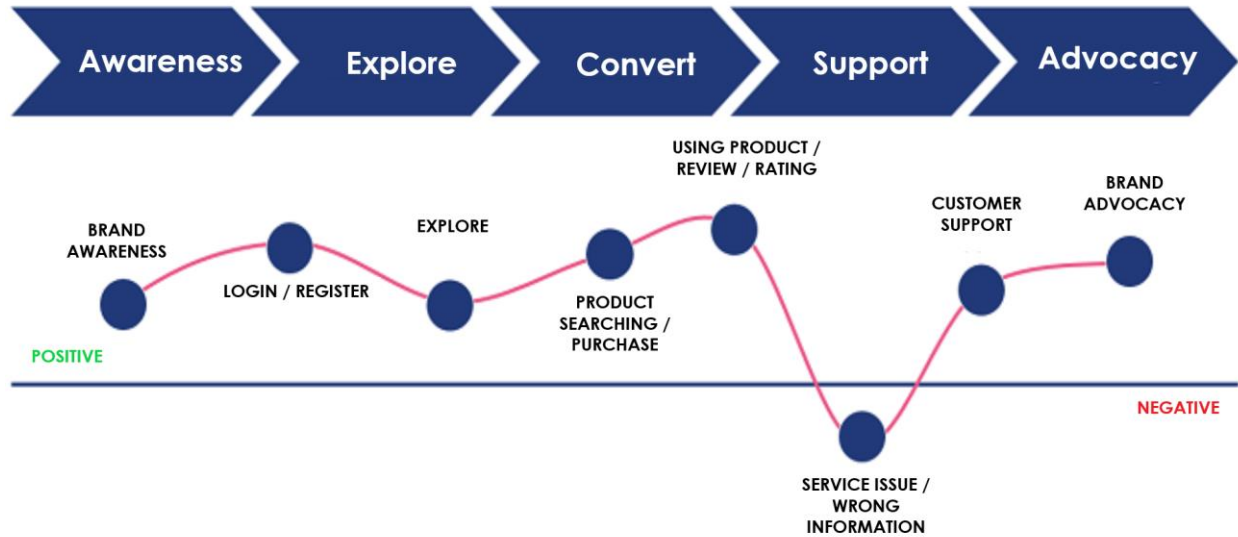 Awareness
Explore
Convert
Support
Advocacy
BRAND
AWARENESS
LOGIN / REGISTER
EXPLORE
PRODUCT
SEARCHING /
PURCHASE
USING PRODUCT /
REVIEW / RATING
SERVICE ISSUE /
WRONG
INFORMATION
CUSTOMER
SUPPORT
BRAND
ADVOCACY
POSITIVE
NEGATIVE